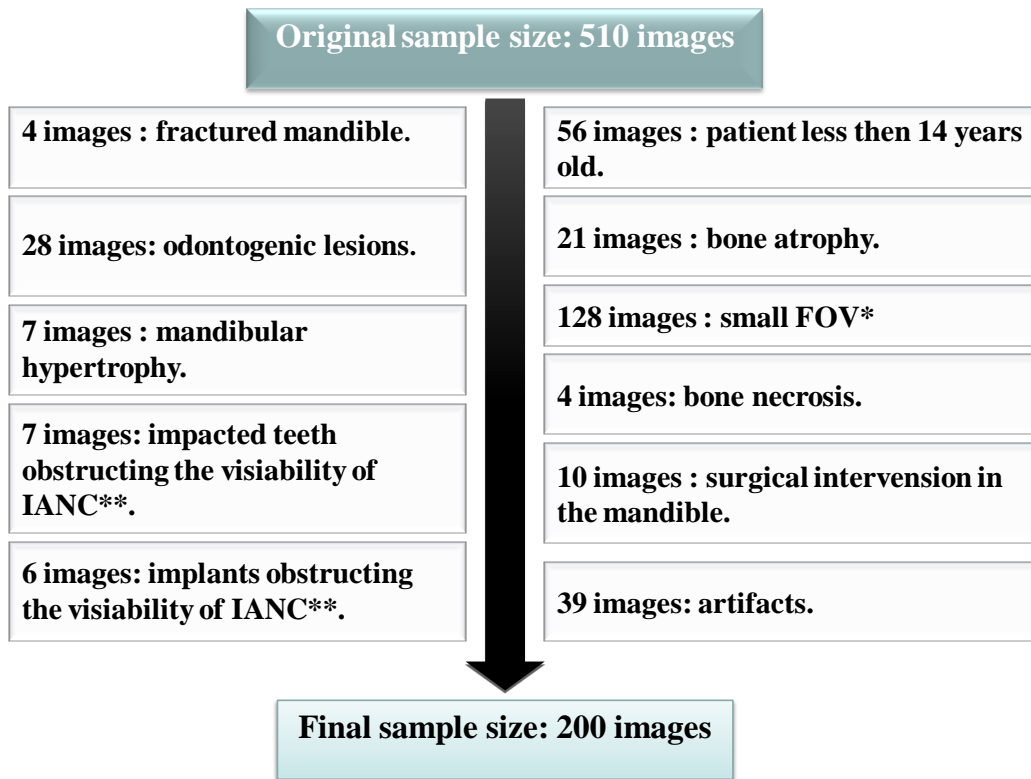 Original sample size: 510 images
4 images : fractured mandible.
28 images: odontogenic lesions.
7 images : mandibular
hypertrophy.
7 images: impacted teeth
obstructing the visiability of
IANC**.
6 images: implants obstructing
the visiability of IANC**.
56 images : patient less then 14 years
old.
21 images : bone atrophy.
128 images : small FOV*
4 images: bone necrosis.
10 images : surgical intervension in
the mandible.
39 images: artifacts.
Final sample size: 200 images